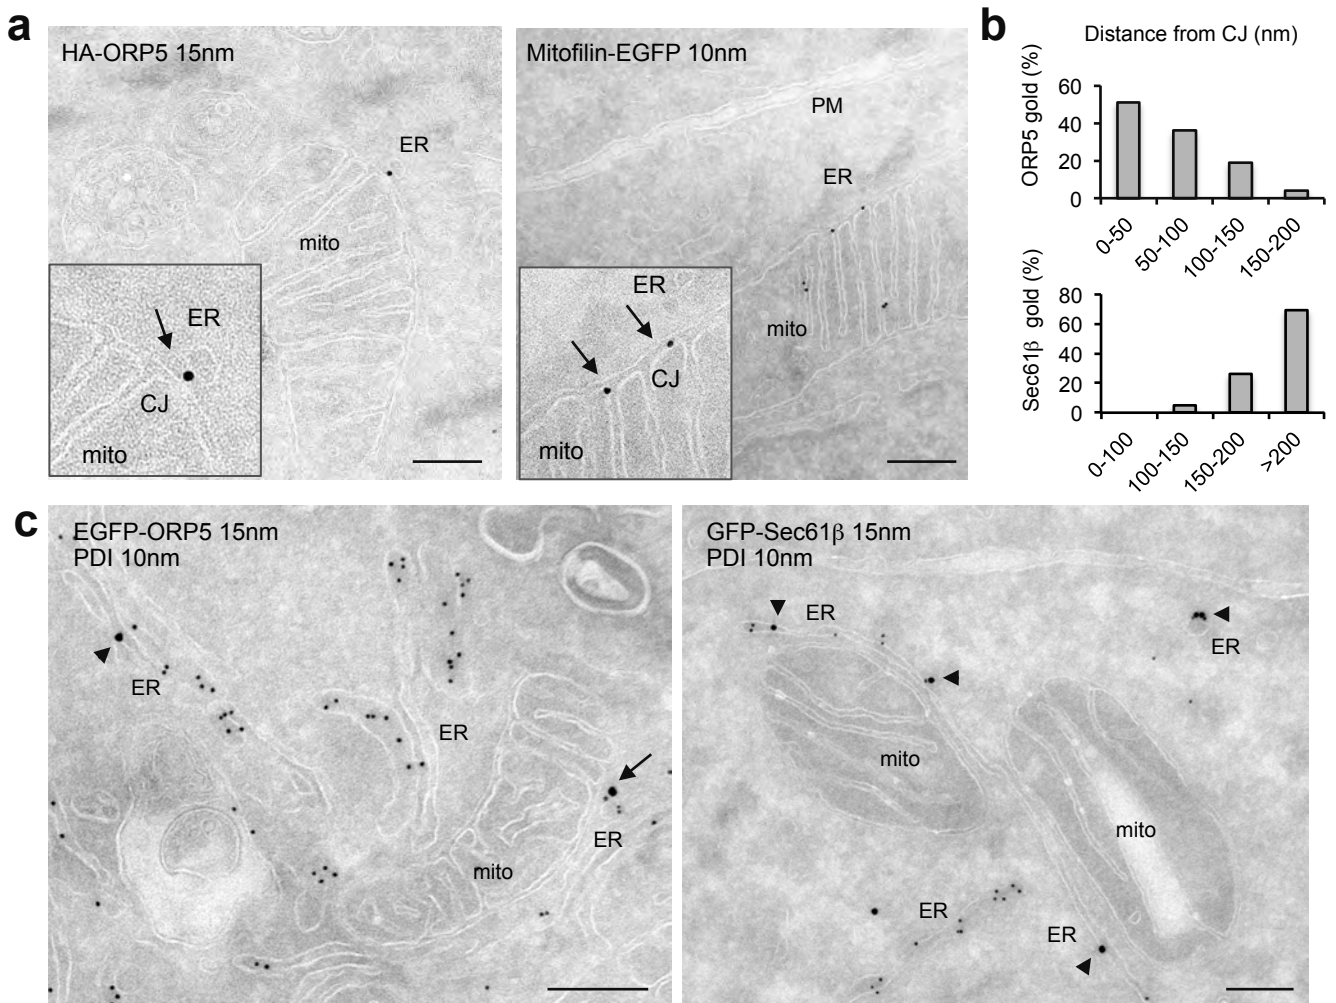 a
HA-ORP5 15nm
ER
mito
ER
CJ
mito
Mitofilin-EGFP 10nm
PM
ER
mito
ER
CJ
mito
b
Distance from CJ (nm)
ORP5 gold (%)
60
40
20
0
0-50
50-100
100-150
150-200
Sec61β gold (%)
80
60
40
20
0
0-100
100-150
150-200
>200
c
EGFP-ORP5 15nm
PDI 10nm
ER
ER
ER
mito
GFP-Sec61β 15nm
PDI 10nm
ER
ER
mito
mito
ER
ER